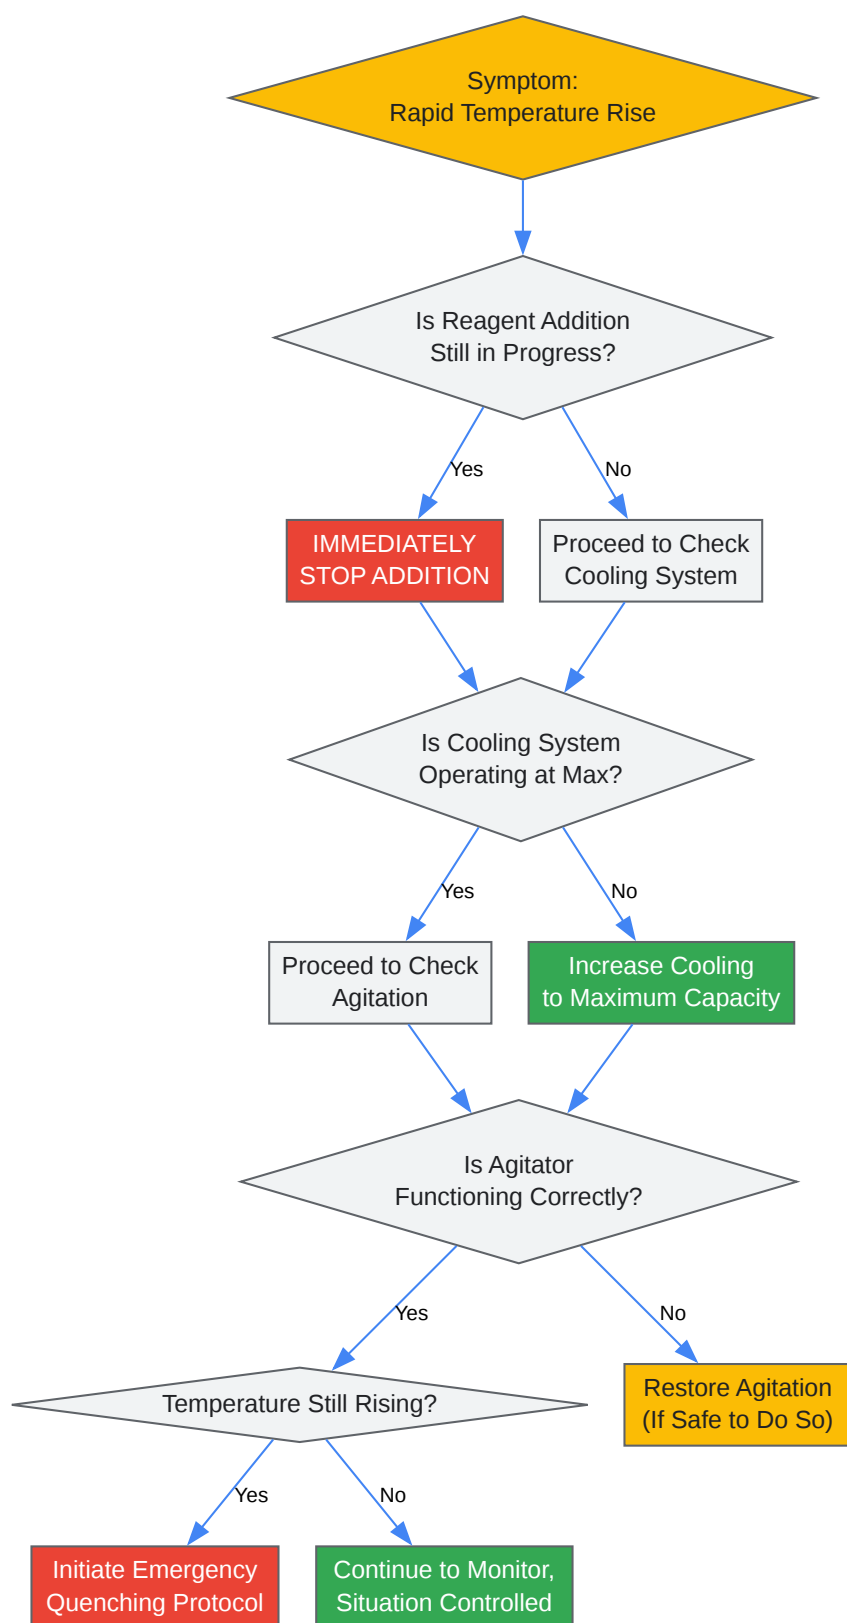 Symptom:
Rapid Temperature Rise
Is Reagent Addition
Still in Progress?
Yes
No
IMMEDIATELY
STOP ADDITION
Proceed to Check
Cooling System
Is Cooling System
Operating at Max?
Yes
No
Proceed to Check
Agitation
Increase Cooling
to Maximum Capacity
Is Agitator
Functioning Correctly?
Yes
No
Temperature Still Rising?
Restore Agitation
(If Safe to Do So)
Yes
No
Initiate Emergency
Quenching Protocol
Continue to Monitor,
Situation Controlled